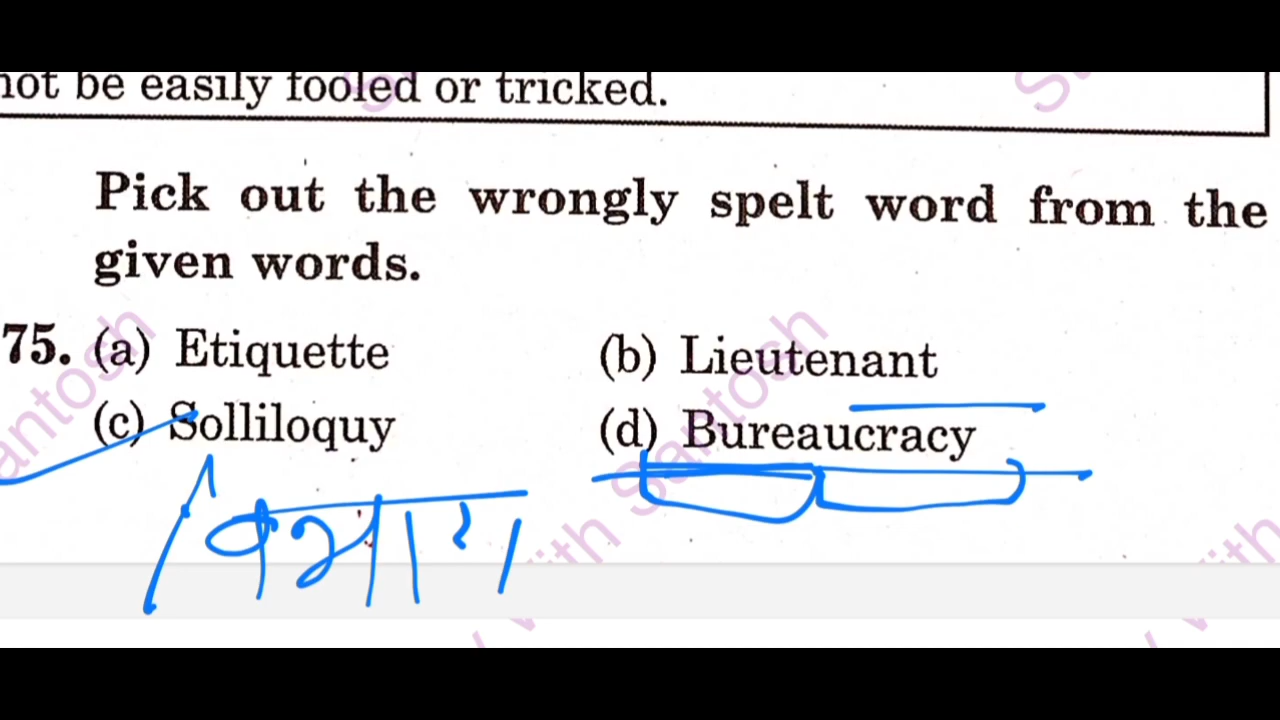 not be easily fooled or tricked.
Pick out the wrongly spelt word from the
given words.
75. (a) Etiquette (b) Lieutenant
(c) Solliloquy (d) Bureaucracy
विभाग